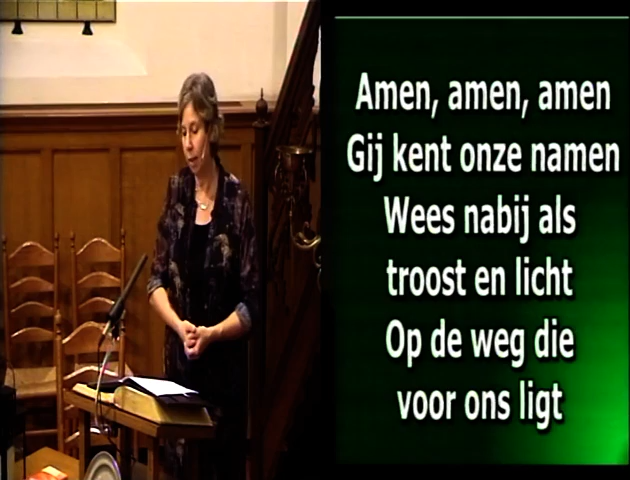 Amen, amen, amen
Gij kent onze namen
Wees nabij als
troost en licht
Op de weg die
voor ons ligt